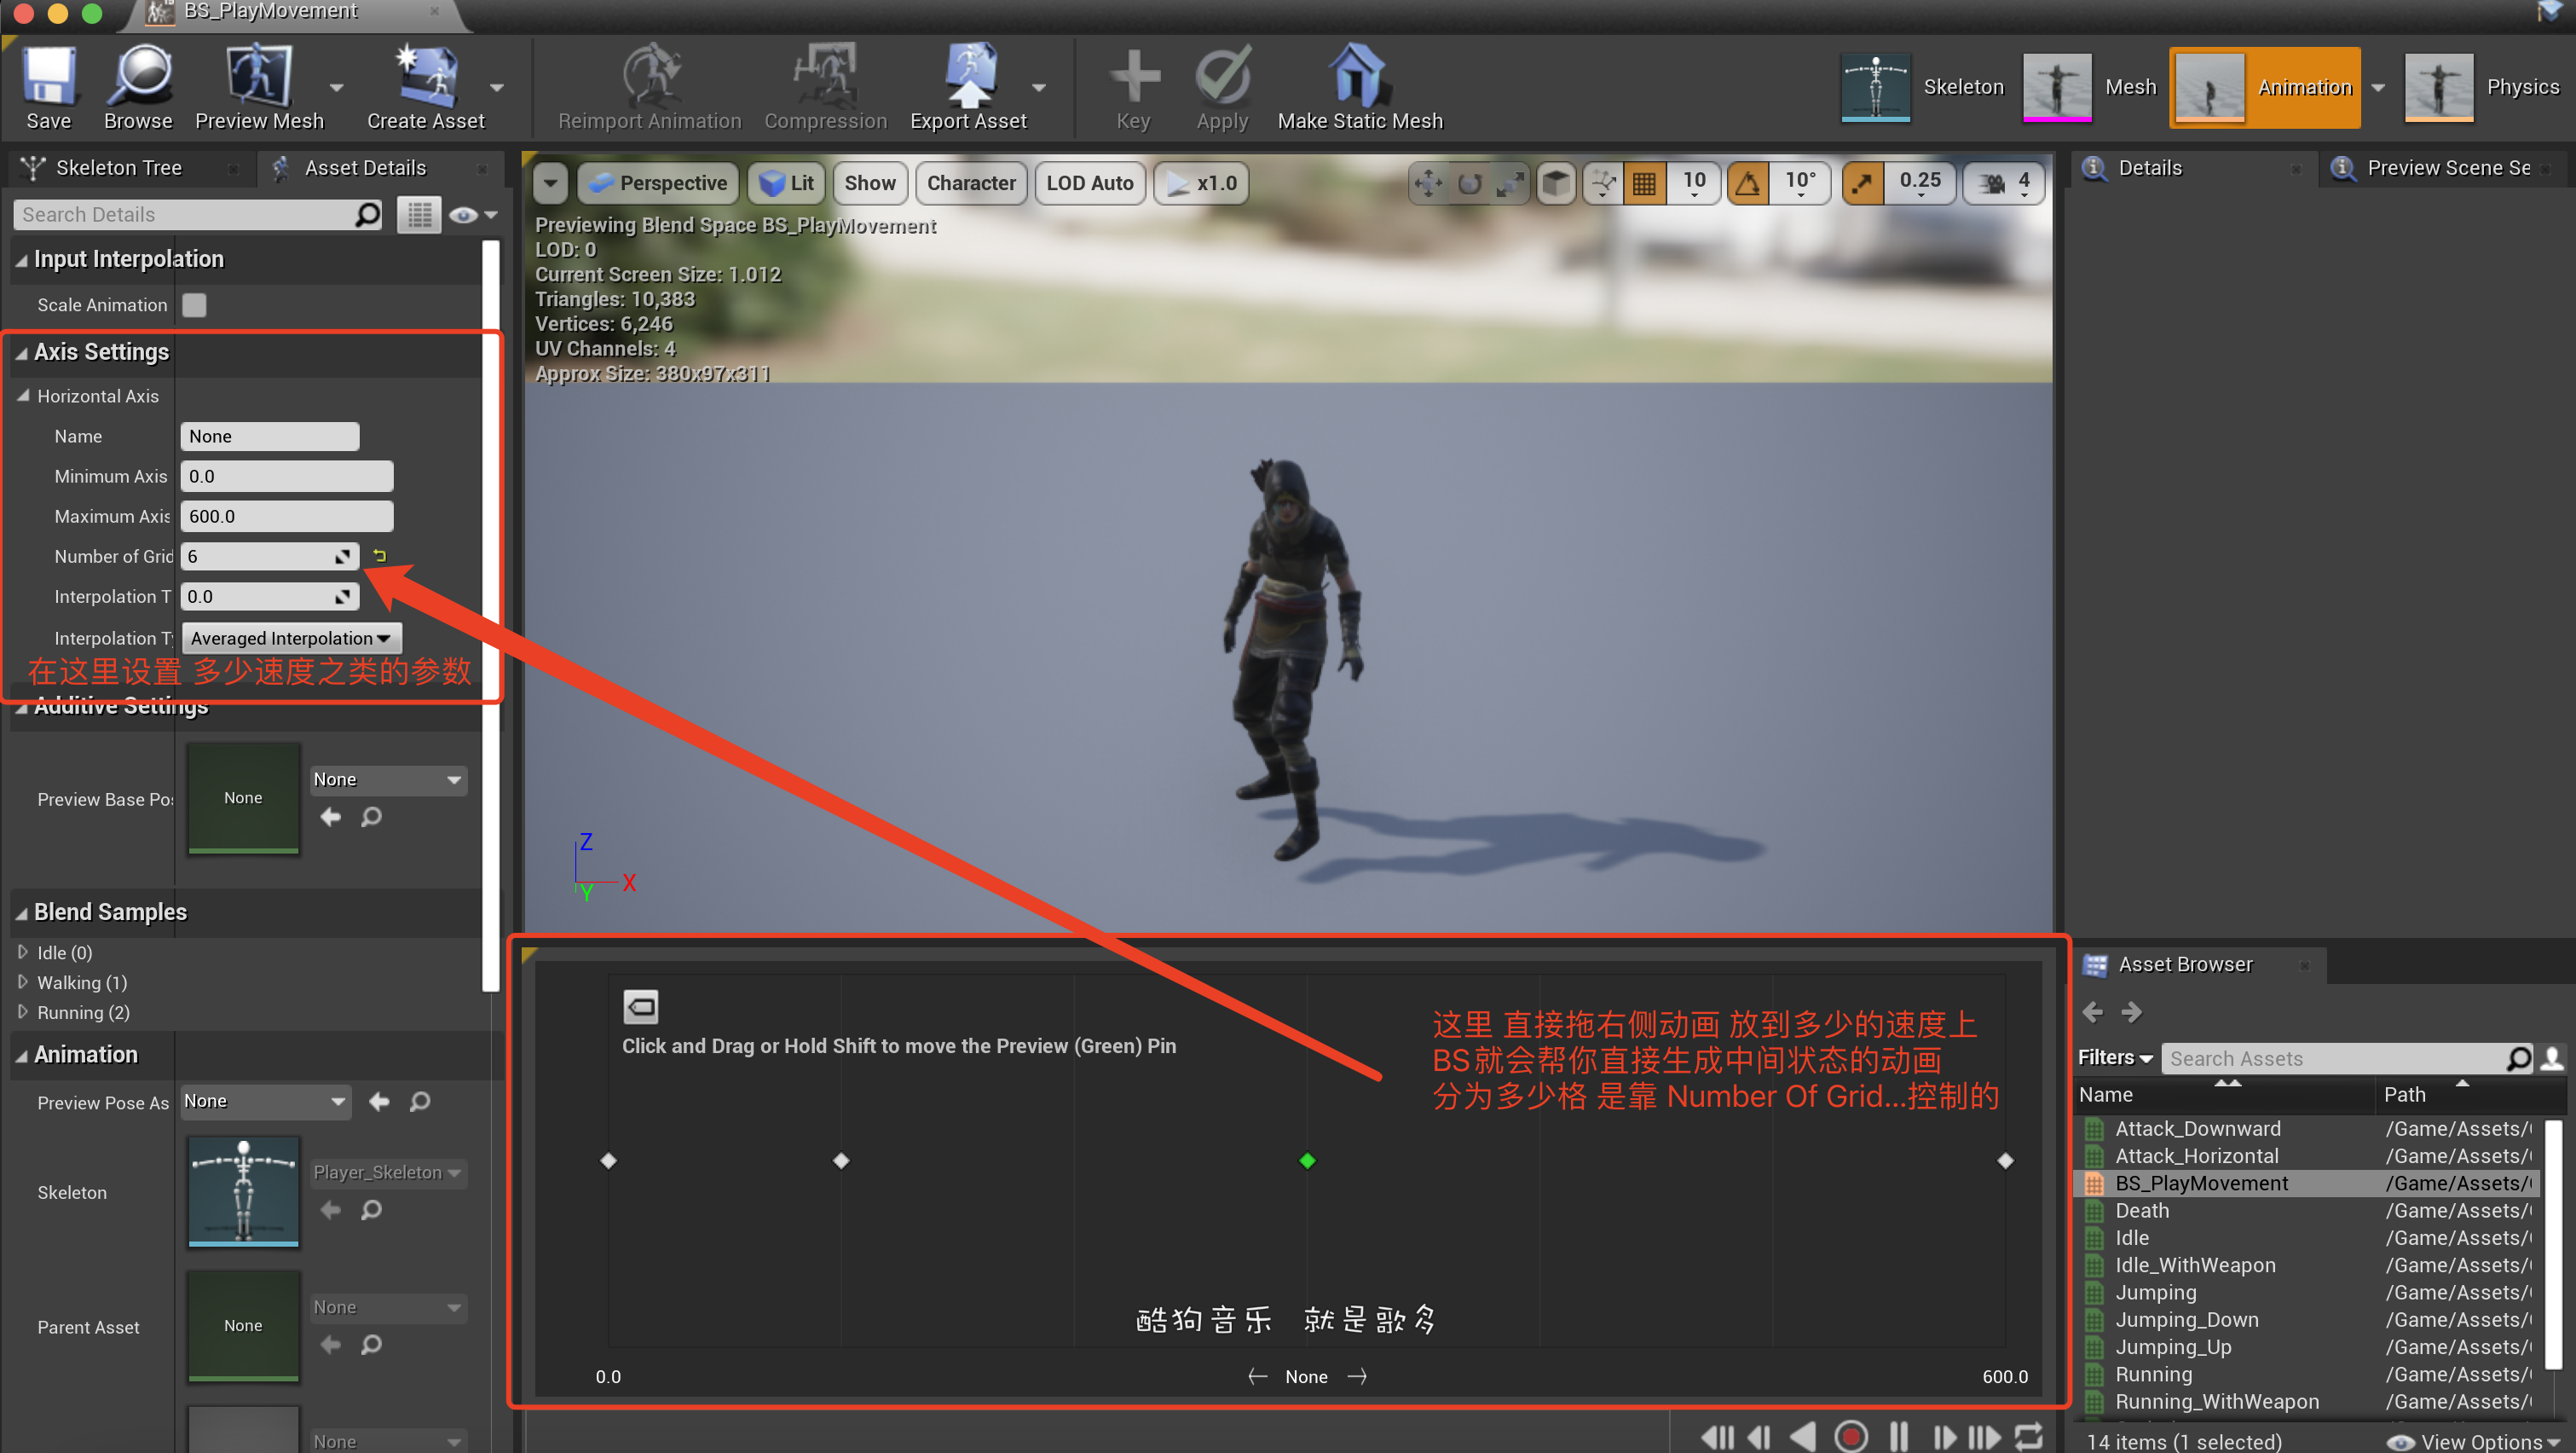 BS_PlayMovement
Save
Browse
Preview Mesh
Create Asset
Reimport Animation
Compression
Export Asset
Key
Apply
Make Static Mesh
Skeleton
Mesh
Animation
Physics
Skeleton Tree
Asset Details
Search Details
Input Interpolation
Scale Animation
Axis Settings
Horizontal Axis
Name None
Minimum Axis 0.0
Maximum Axis 600.0
Number of Grid 6
Interpolation T 0.0
Interpolation Ty Averaged Interpolation
在这里设置 多少速度之类的参数
Additive Settings
Preview Base Pos None None
Blend Samples
Idle (0)
Walking (1)
Running (2)
Animation
Preview Pose As None
Skeleton Player_Skeleton
Parent Asset None None
None
Perspective
Lit
Show
Character
LOD Auto
x1.0
10
10°
0.25
4
Previewing Blend Space BS_PlayMovement
LOD: 0
Current Screen Size: 1.012
Triangles: 10,383
Vertices: 6,246
UV Channels: 4
Approx Size: 380x97x311
Z
X
Y
Click and Drag or Hold Shift to move the Preview (Green) Pin
这里 直接拖右侧动画 放到多少的速度上
BS就会帮你直接生成中间状态的动画
分为多少格 是靠 Number Of Grid...控制的
酷狗音乐 就是歌多
0.0
None
600.0
Details
Preview Scene Se
Asset Browser
Filters
Search Assets
Name Path
Attack_Downward /Game/Assets/
Attack_Horizontal /Game/Assets/
BS_PlayMovement /Game/Assets/
Death /Game/Assets/
Idle /Game/Assets/
Idle_WithWeapon /Game/Assets/
Jumping /Game/Assets/
Jumping_Down /Game/Assets/
Jumping_Up /Game/Assets/
Running /Game/Assets/
Running_WithWeapon /Game/Assets/
14 items (1 selected)
View Options